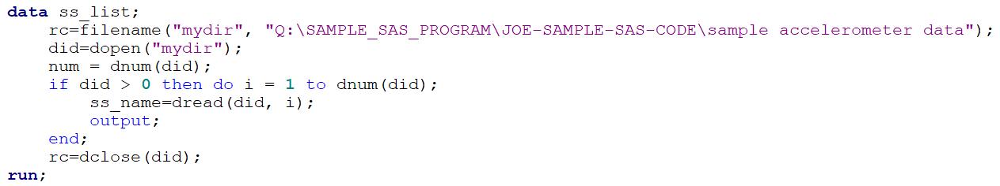 data ss_list;
    rc=filename("mydir", "Q:\SAMPLE_SAS_PROGRAM\JOE-SAMPLE-SAS-CODE\sample accelerometer data");
    did=dopen("mydir");
    num = dnum(did);
    if did > 0 then do i = 1 to dnum(did);
        ss_name=dread(did, i);
        output;
    end;
    rc=dclose(did);
run;